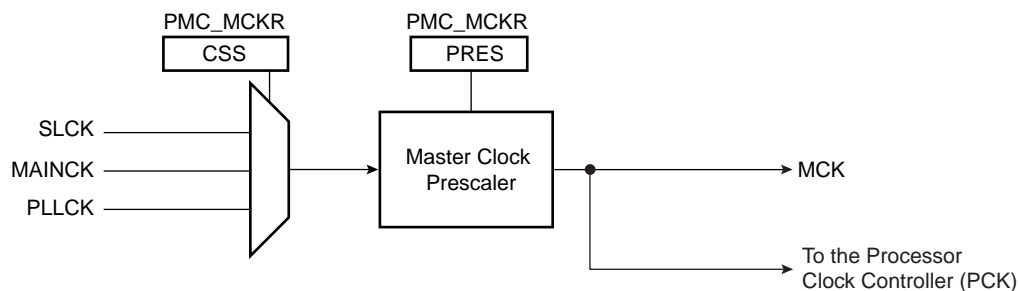 PMC_MCKR
PMC_MCKR
CSS
PRES
SLCK
MAINCK
PLLCK
Master Clock
Prescaler
MCK
To the Processor
Clock Controller (PCK)